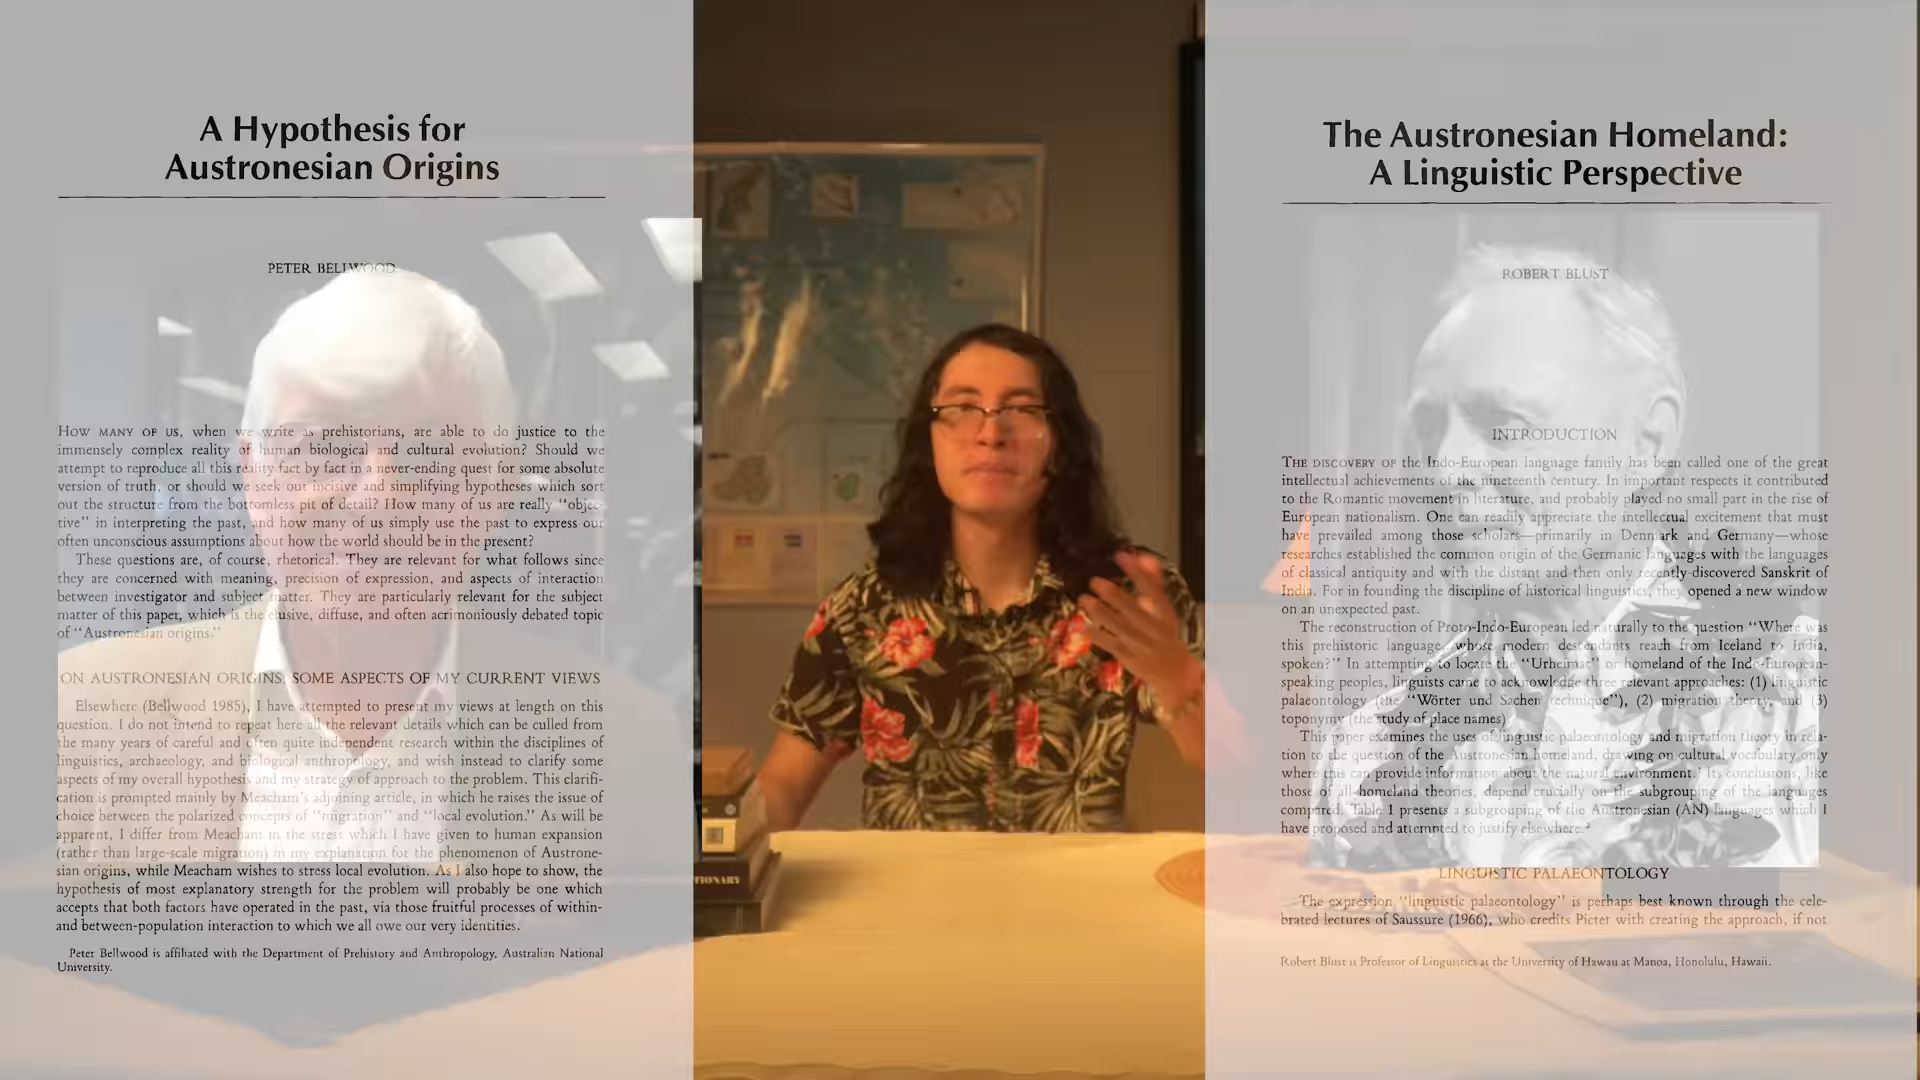 A Hypothesis for
Austronesian Origins
PETER BELLWOOD
HOW MANY OF US, when we write as prehistorians, are able to do justice to the
immensely complex reality of human biological and cultural evolution? Should we
attempt to reproduce all this reality fact by fact in a never-ending quest for some absolute
version of truth, or should we seek out incisive and simplifying hypotheses which sort
out the structure from the bottomless pit of detail? How many of us are really “objec-
tive” in interpreting the past, and how many of us simply use the past to express our
often unconscious assumptions about how the world should be in the present?
These questions are, of course, rhetorical. They are relevant for what follows since
they are concerned with meaning, precision of expression, and aspects of interaction
between investigator and subject matter. They are particularly relevant for the subject
matter of this paper, which is the elusive, diffuse, and often acrimoniously debated topic
of “Austronesian origins.”
ON AUSTRONESIAN ORIGINS: SOME ASPECTS OF MY CURRENT VIEWS
Elsewhere (Bellwood 1985), I have attempted to present my views at length on this
question. I do not intend to repeat here all the relevant details which can be culled from
the many years of careful and often quite independent research within the disciplines of
linguistics, archaeology, and biological anthropology, and wish instead to clarify some
aspects of my overall hypothesis and my strategy of approach to the problem. This clarifi-
cation is prompted mainly by Meacham's adjoining article, in which he raises the issue of
choice between the polarized concepts of “migration” and “local evolution.” As will be
apparent, I differ from Meacham in the stress which I have given to human expansion
(rather than large-scale migration) in my explanation for the phenomenon of Austrone-
sian origins, while Meacham wishes to stress local evolution. As I also hope to show, the
hypothesis of most explanatory strength for the problem will probably be one which
accepts that both factors have operated in the past, via those fruitful processes of within-
and between-population interaction to which we all owe our very identities.
Peter Bellwood is affiliated with the Department of Prehistory and Anthropology, Australian National
University.
TIONARY
The Austronesian Homeland:
A Linguistic Perspective
ROBERT BLUST
INTRODUCTION
THE DISCOVERY OF the Indo-European language family has been called one of the great
intellectual achievements of the nineteenth century. In important respects it contributed
to the Romantic movement in literature, and probably played no small part in the rise of
European nationalism. One can readily appreciate the intellectual excitement that must
have prevailed among those scholars—primarily in Denmark and Germany—whose
researches established the common origin of the Germanic languages with the languages
of classical antiquity and with the distant and then only recently-discovered Sanskrit of
India. For in founding the discipline of historical linguistics, they opened a new window
on an unexpected past.
The reconstruction of Proto-Indo-European led naturally to the question “Where was
this prehistoric language, whose modern descendants reach from Iceland to India,
spoken?” In attempting to locate the “Urheimat” or homeland of the Indo-European-
speaking peoples, linguists came to acknowledge three relevant approaches: (1) linguistic
palaeontology (the “Wörter und Sachen technique”), (2) migration theory, and (3)
toponymy (the study of place names).
This paper examines the uses of linguistic palaeontology and migration theory in rela-
tion to the question of the Austronesian homeland, drawing on cultural vocabulary only
where this can provide information about the natural environment. Its conclusions, like
those of all homeland theories, depend crucially on the subgrouping of the languages
compared. Table 1 presents a subgrouping of the Austronesian (AN) languages which I
have proposed and attempted to justify elsewhere.²
LINGUISTIC PALAEONTOLOGY
The expression “linguistic palaeontology” is perhaps best known through the cele-
brated lectures of Saussure (1966), who credits Pictet with creating the approach, if not
Robert Blust is Professor of Linguistics at the University of Hawaii at Manoa, Honolulu, Hawaii.